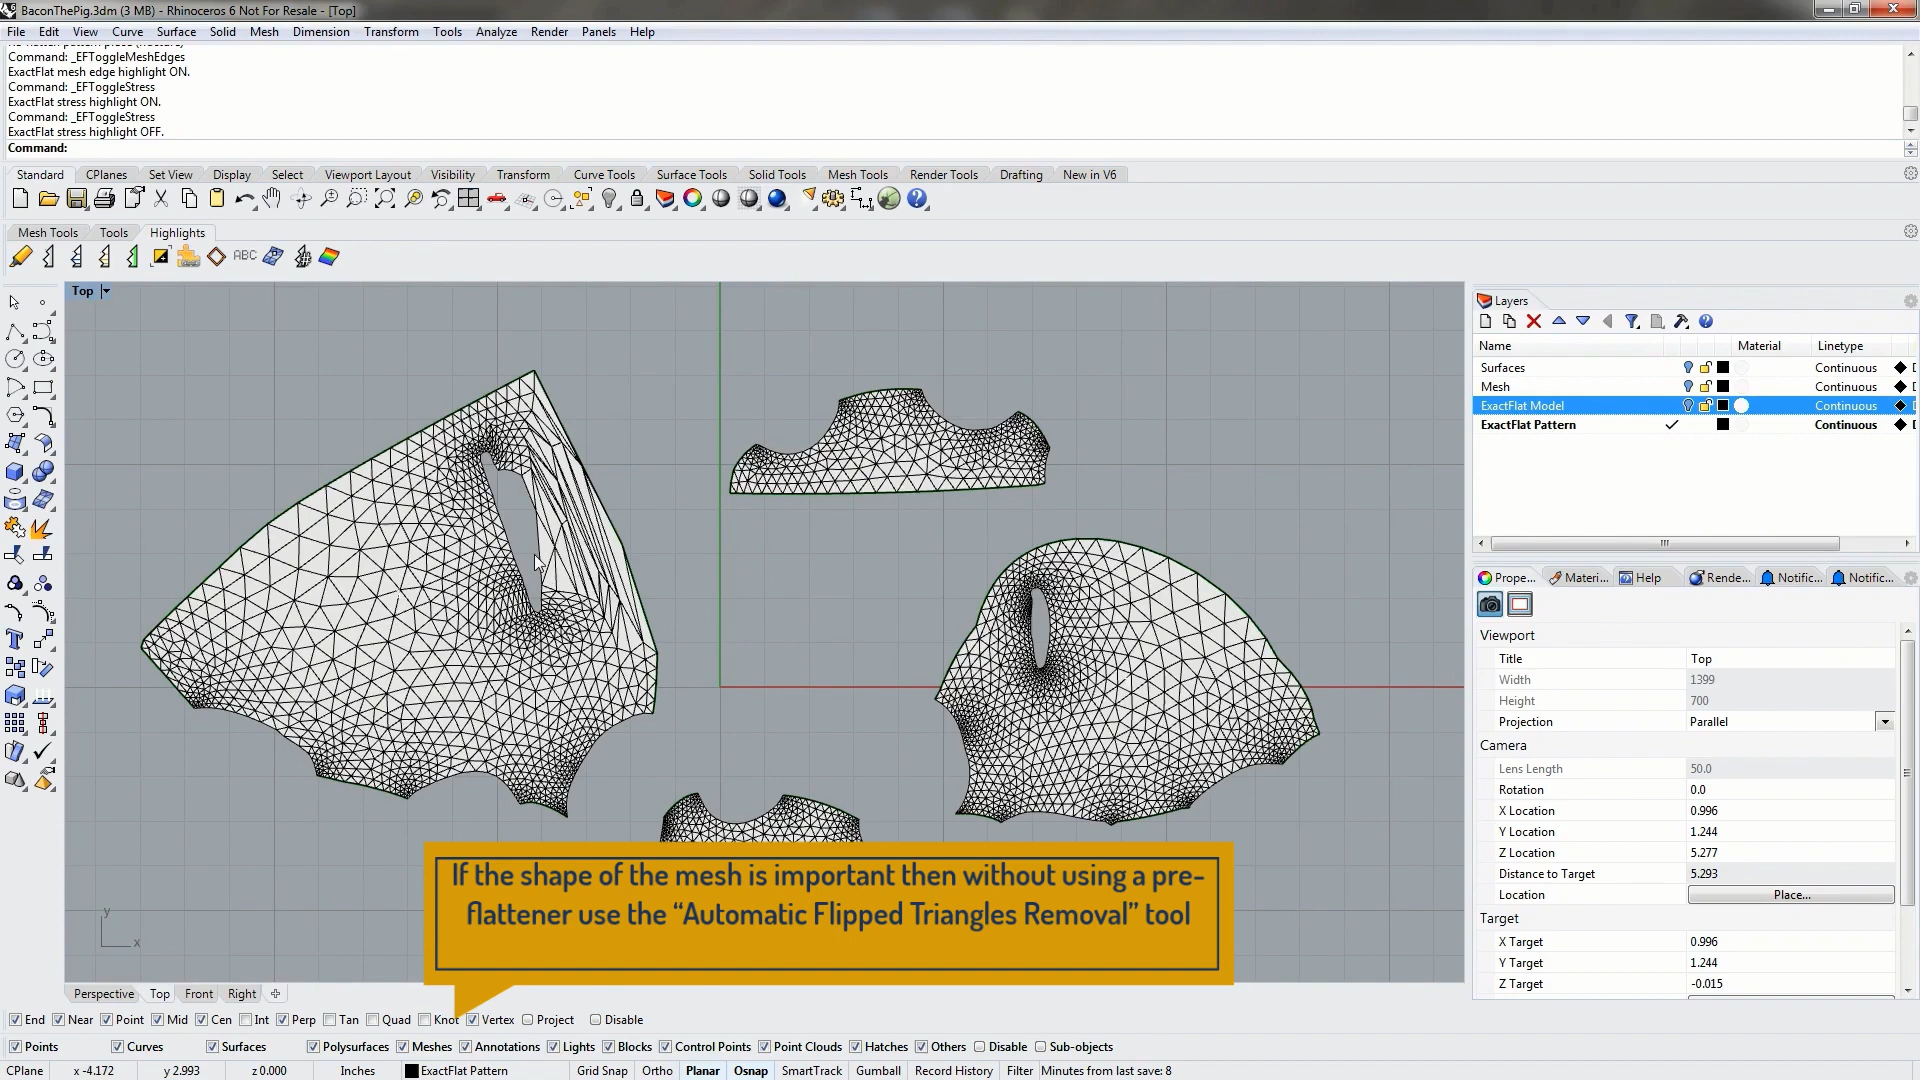 BaconThePig.3dm (3 MB) - Rhinoceros 6 Not For Resale - [Top]
File Edit View Curve Surface Solid Mesh Dimension Transform Tools Analyze Render Panels Help
Command: _EFToggleMeshEdges
ExactFlat mesh edge highlight ON.
Command: _EFToggleStress
ExactFlat stress highlight ON.
Command: _EFToggleStress
ExactFlat stress highlight OFF.
Command:
Standard CPlanes Set View Display Select Viewport Layout Visibility Transform Curve Tools Surface Tools Solid Tools Mesh Tools Render Tools Drafting New in V6
Mesh Tools Tools Highlights
ABC
Top
Layers
Name Material Linetype
Surfaces Continuous
Mesh Continuous
ExactFlat Model Continuous
ExactFlat Pattern Continuous
Prope... Materi... Help Rende... Notific... Notific...
Viewport
Title Top
Width 1399
Height 700
Projection Parallel
Camera
Lens Length 50.0
Rotation 0.0
X Location 0.996
Y Location 1.244
Z Location 5.277
Distance to Target 5.293
Location Place...
Target
X Target 0.996
Y Target 1.244
Z Target -0.015
If the shape of the mesh is important then without using a pre-
flattener use the “Automatic Flipped Triangles Removal” tool
y
x
Perspective Top Front Right
End Near Point Mid Cen Int Perp Tan Quad Knot Vertex Project Disable
Points Curves Surfaces Polysurfaces Meshes Annotations Lights Blocks Control Points Point Clouds Hatches Others Disable Sub-objects
CPlane x -4.172 y 2.993 z 0.000 Inches ExactFlat Pattern Grid Snap Ortho Planar Osnap SmartTrack Gumball Record History Filter Minutes from last save: 8